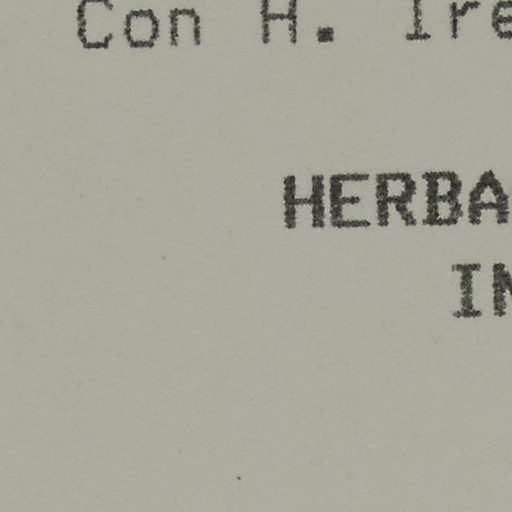 Con H. Ire
HERBA
IN